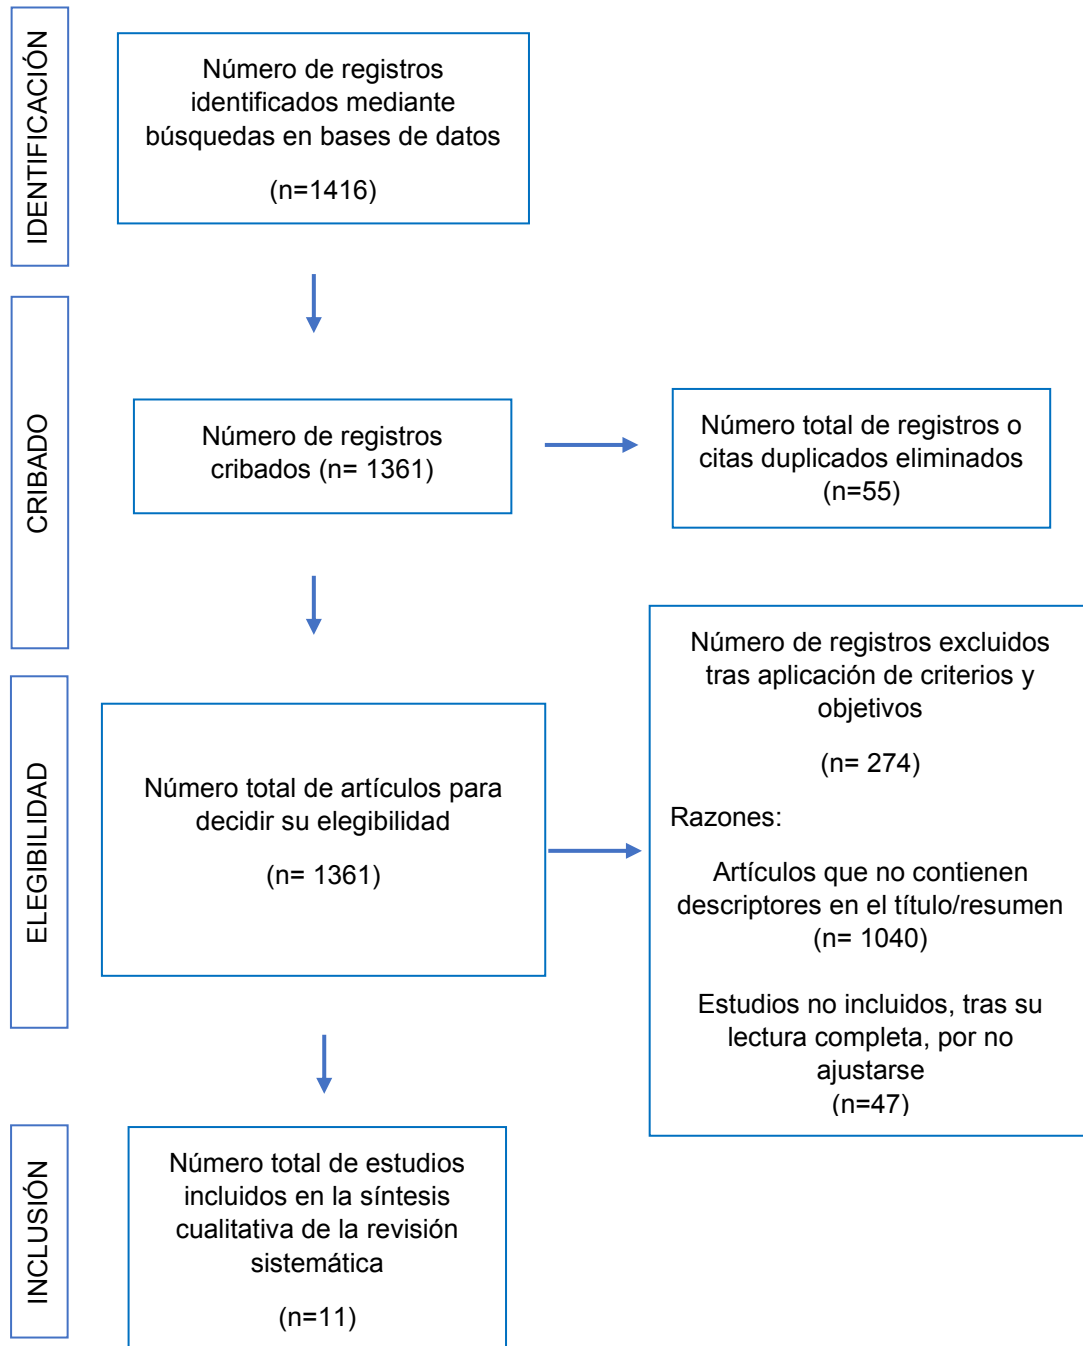 IDENTIFICACIÓN
Número de registros
identificados mediante
búsquedas en bases de datos
(n=1416)
CRIBADO
Número de registros
cribados (n= 1361)
Número total de registros o
citas duplicados eliminados
(n=55)
ELEGIBILIDAD
Número total de artículos para
decidir su elegibilidad
(n= 1361)
Número de registros excluidos
tras aplicación de criterios y
objetivos
(n= 274)
Razones:
Artículos que no contienen
descriptores en el título/resumen
(n= 1040)
Estudios no incluidos, tras su
lectura completa, por no
ajustarse
(n=47)
INCLUSIÓN
Número total de estudios
incluidos en la síntesis
cualitativa de la revisión
sistemática
(n=11)